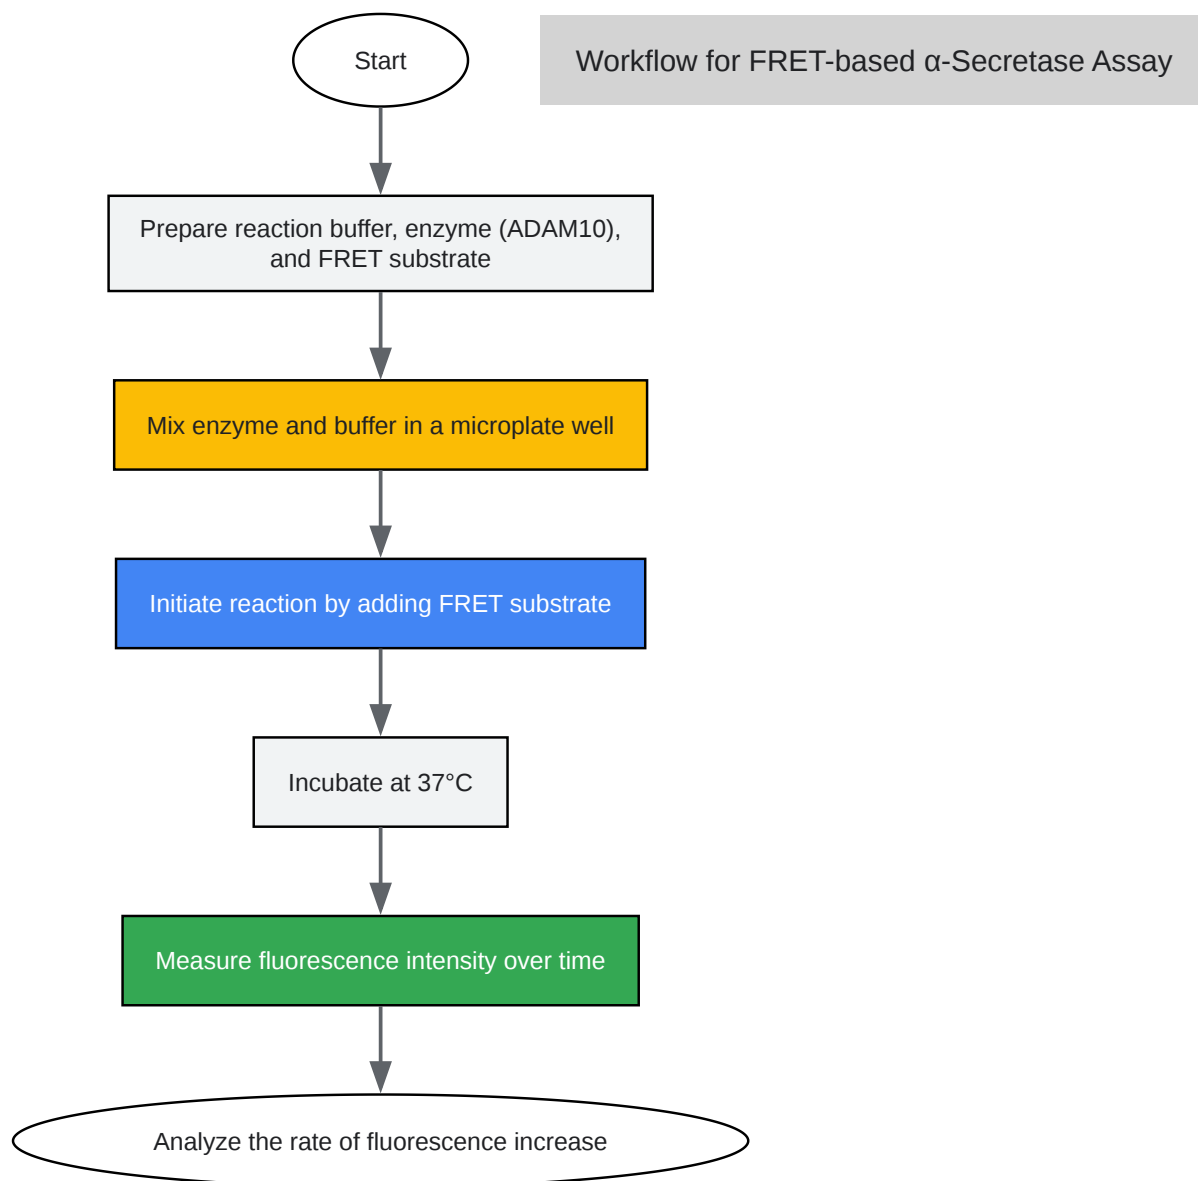 Start
Workflow for FRET-based α-Secretase Assay
Prepare reaction buffer, enzyme (ADAM10),
and FRET substrate
Mix enzyme and buffer in a microplate well
Initiate reaction by adding FRET substrate
Incubate at 37°C
Measure fluorescence intensity over time
Analyze the rate of fluorescence increase